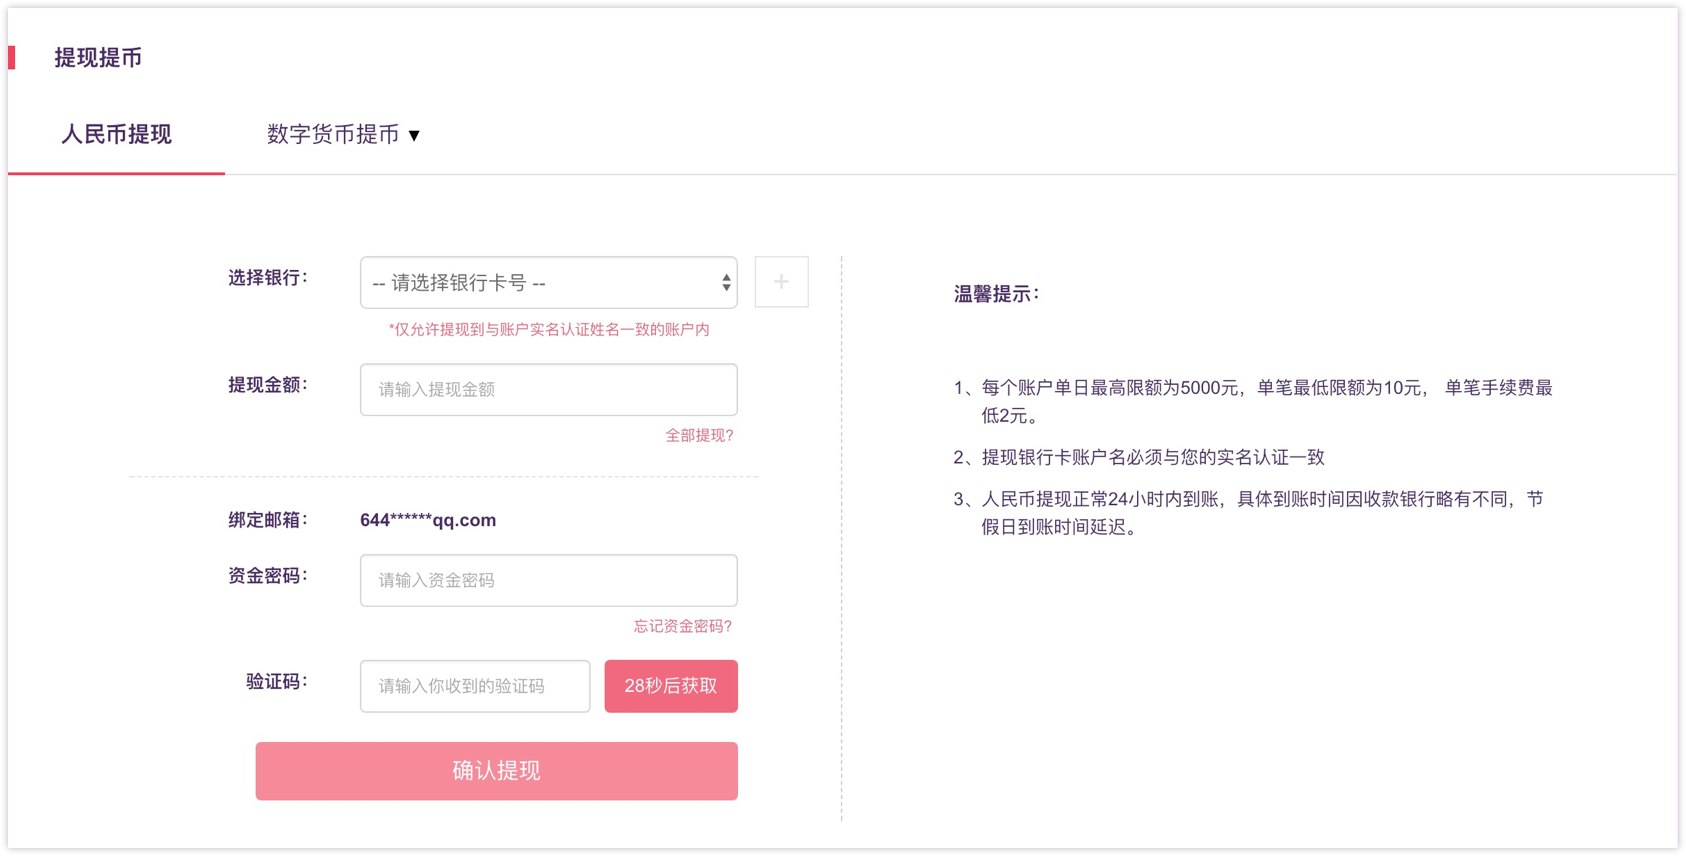 提现提币
人民币提现
数字货币提币 ▼
选择银行：
-- 请选择银行卡号 --
+
*仅允许提现到与账户实名认证姓名一致的账户内
提现金额：
请输入提现金额
全部提现?
绑定邮箱：
644******qq.com
资金密码：
请输入资金密码
忘记资金密码?
验证码：
请输入你收到的验证码
28秒后获取
确认提现
温馨提示：
1、每个账户单日最高限额为5000元，单笔最低限额为10元， 单笔手续费最
低2元。
2、提现银行卡账户名必须与您的实名认证一致
3、人民币提现正常24小时内到账，具体到账时间因收款银行略有不同，节
假日到账时间延迟。